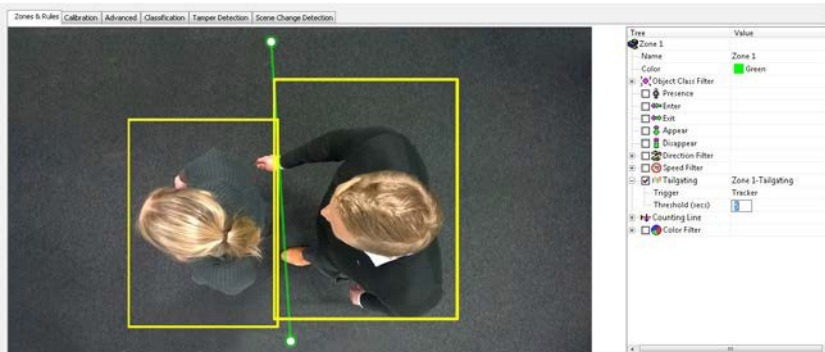 Zones & Rules Calibration Advanced Classification Tamper Detection Scene Change Detection
Tree Value
Zone 1
Name Zone 1
Color Green
Object Class Filter
Presence
Enter
Exit
Appear
Disappear
Direction Filter
Speed Filter
Tailgating Zone 1-Tailgating
Trigger Tracker
Threshold (secs)
Counting Line
Color Filter